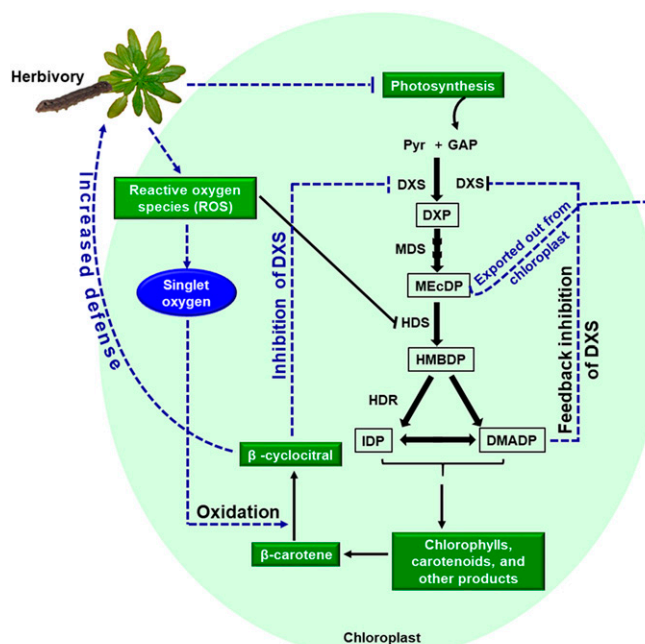 Herbivory
Photosynthesis
Pyr + GAP
DXS
DXS
Reactive oxygen
species (ROS)
DXP
Increased defense
Inhibition of DXS
MDS
Exported out from
chloroplast
Singlet
oxygen
MEcDP
HDS
Feedback inhibition
of DXS
HMBDP
HDR
IDP
DMADP
β -cyclocitral
Oxidation
β-carotene
Chlorophylls,
carotenoids, and
other products
Chloroplast